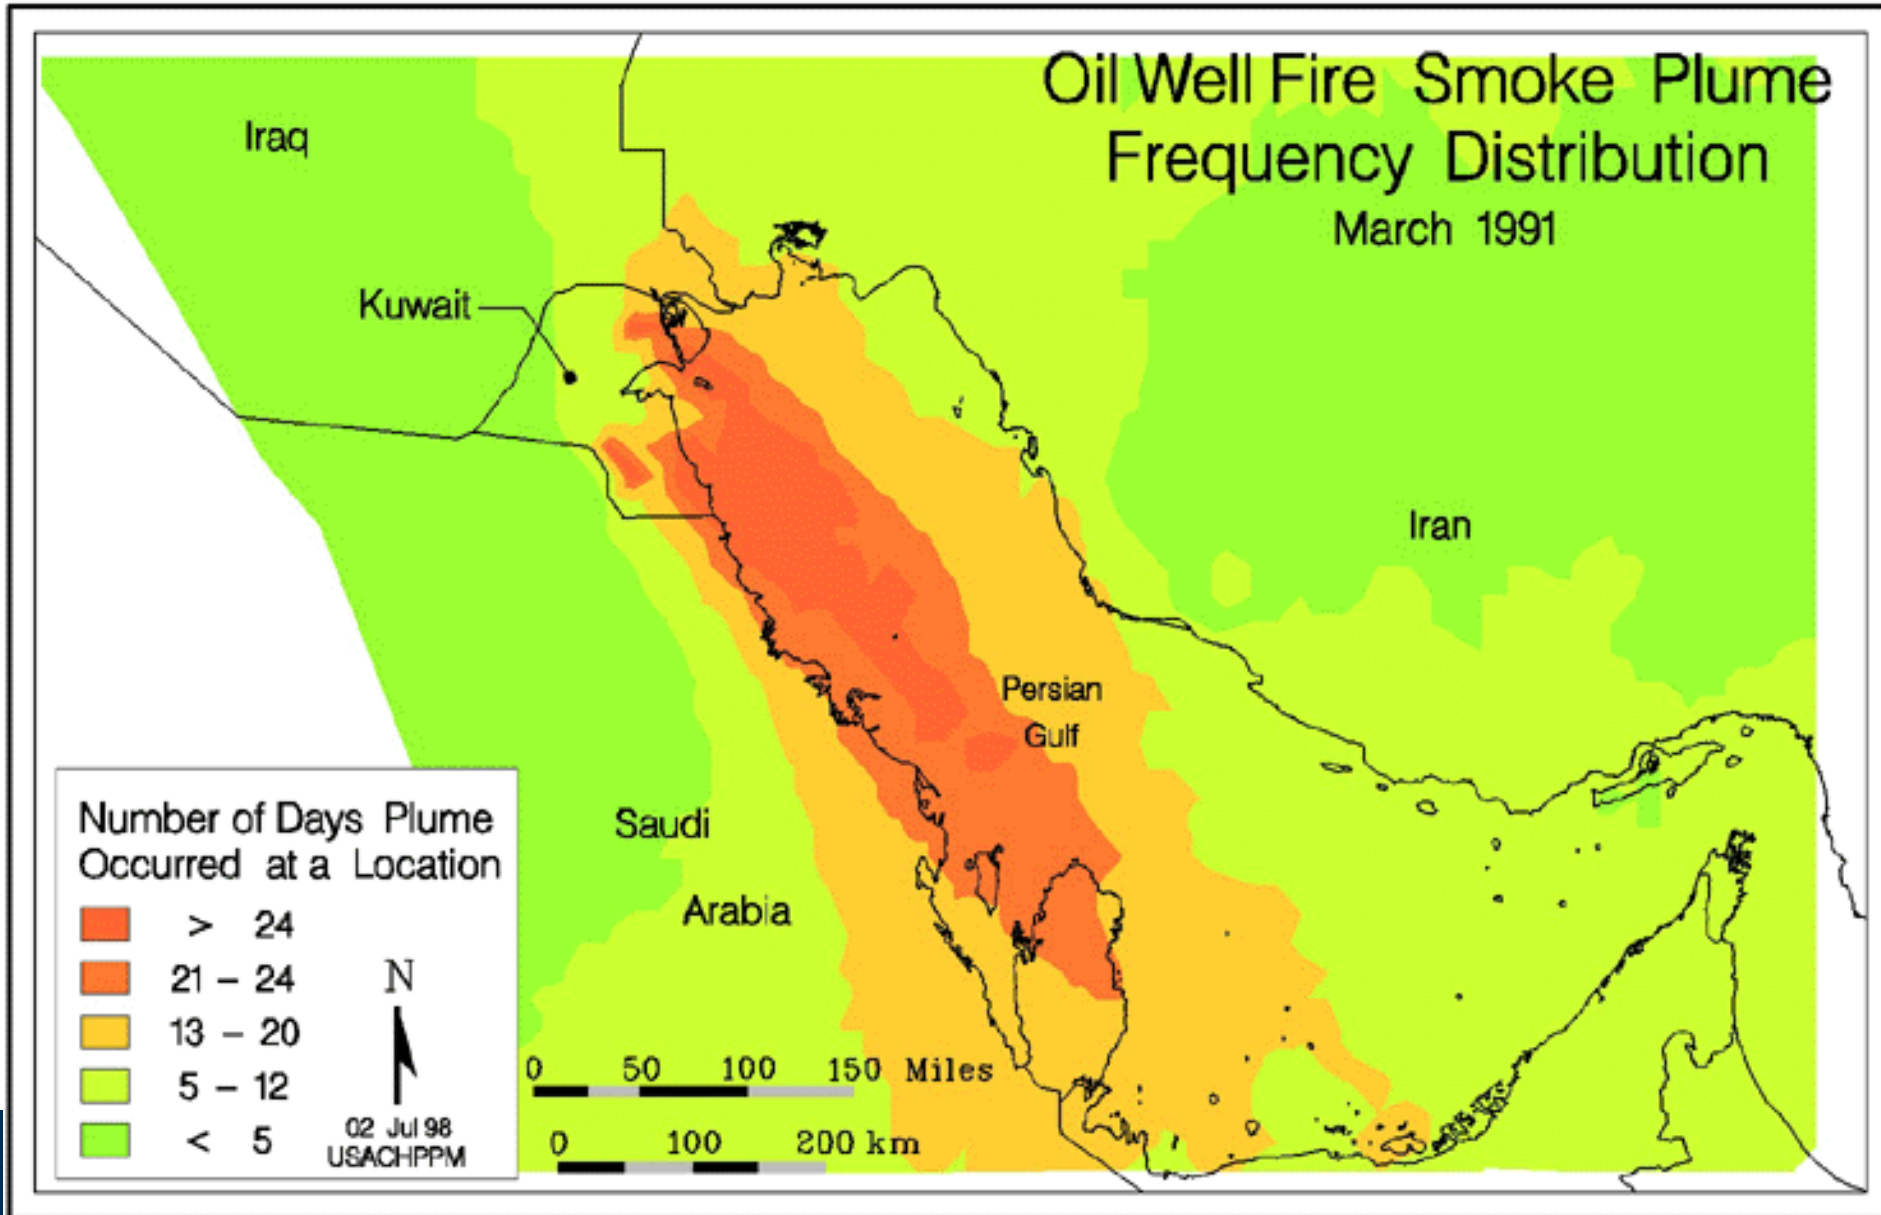 Oil Well Fire Smoke Plume
Frequency Distribution
March 1991
Iraq
Kuwait
Iran
Persian
Gulf
Saudi
Arabia
Number of Days Plume
Occurred at a Location
> 24
21 – 24
13 – 20
5 – 12
< 5
N
02 Jul 98
USACHPPM
0 50 100 150 Miles
0 100 200 km